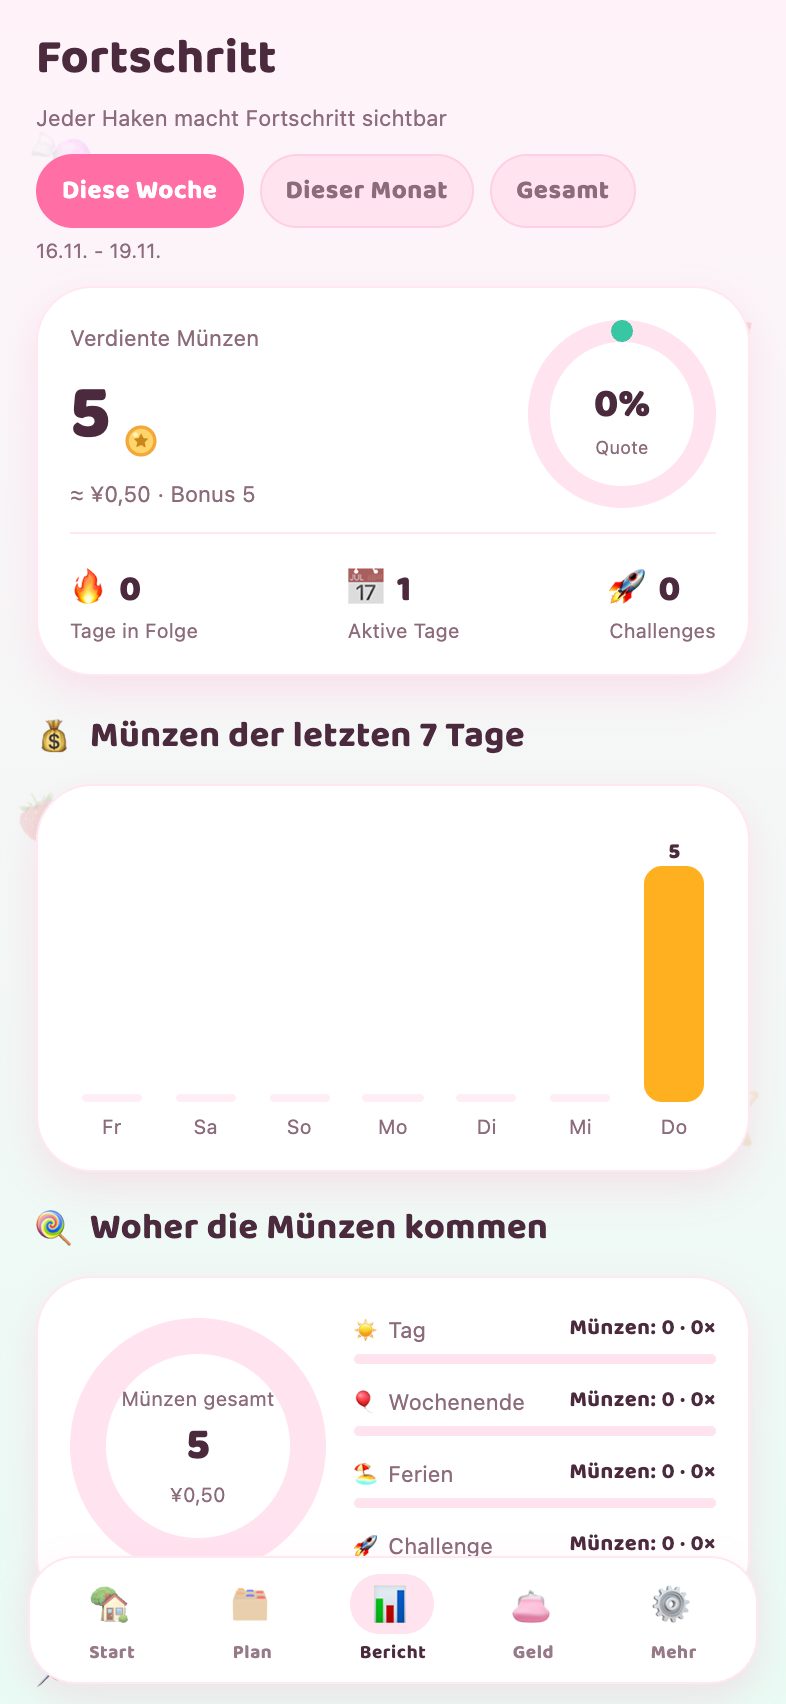 Fortschritt
Jeder Haken macht Fortschritt sichtbar
Diese Woche
Dieser Monat
Gesamt
16.11. - 19.11.
Verdiente Münzen
5
≈ ¥0,50 · Bonus 5
0%
Quote
JUL
17
0
Tage in Folge
1
Aktive Tage
0
Challenges
Münzen der letzten 7 Tage
5
Fr
Sa
So
Mo
Di
Mi
Do
Woher die Münzen kommen
Münzen gesamt
5
¥0,50
Tag
Münzen: 0 · 0×
Wochenende
Münzen: 0 · 0×
Ferien
Münzen: 0 · 0×
Challenge
Münzen: 0 · 0×
Start
Plan
Bericht
Geld
Mehr